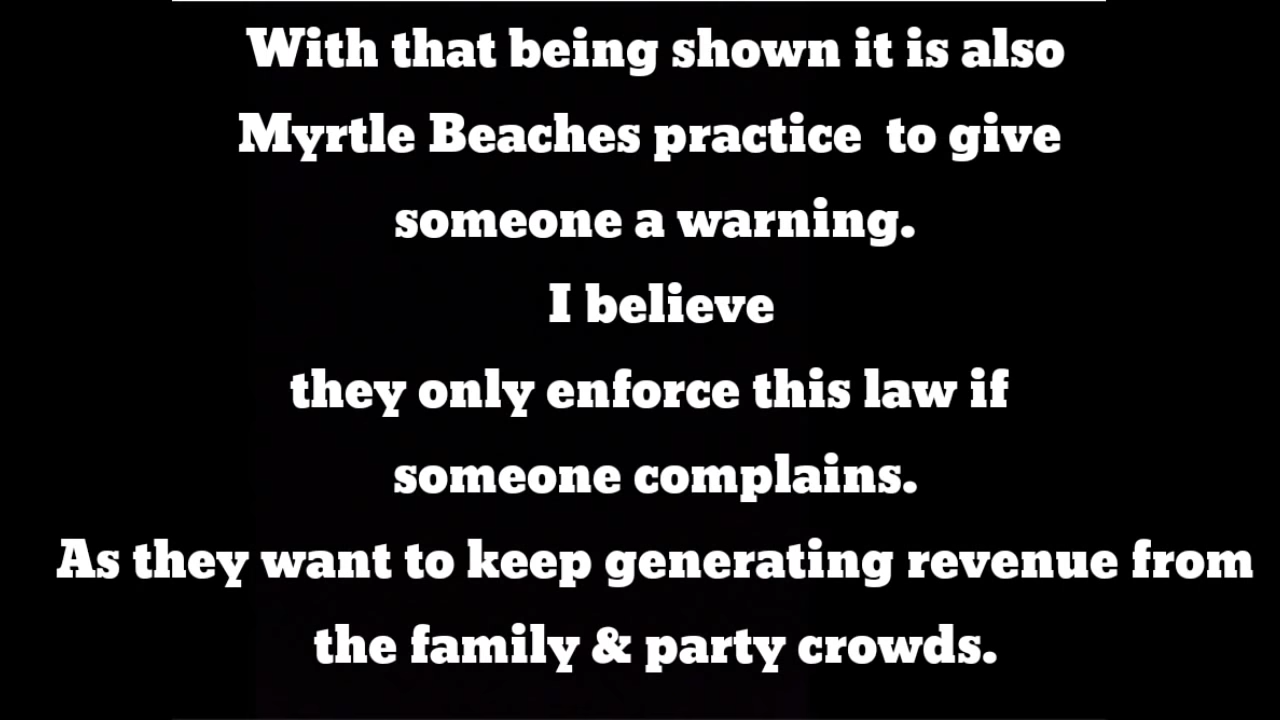 With that being shown it is also
Myrtle Beaches practice  to give
someone a warning.
I believe
they only enforce this law if
someone complains.
As they want to keep generating revenue from
the family & party crowds.